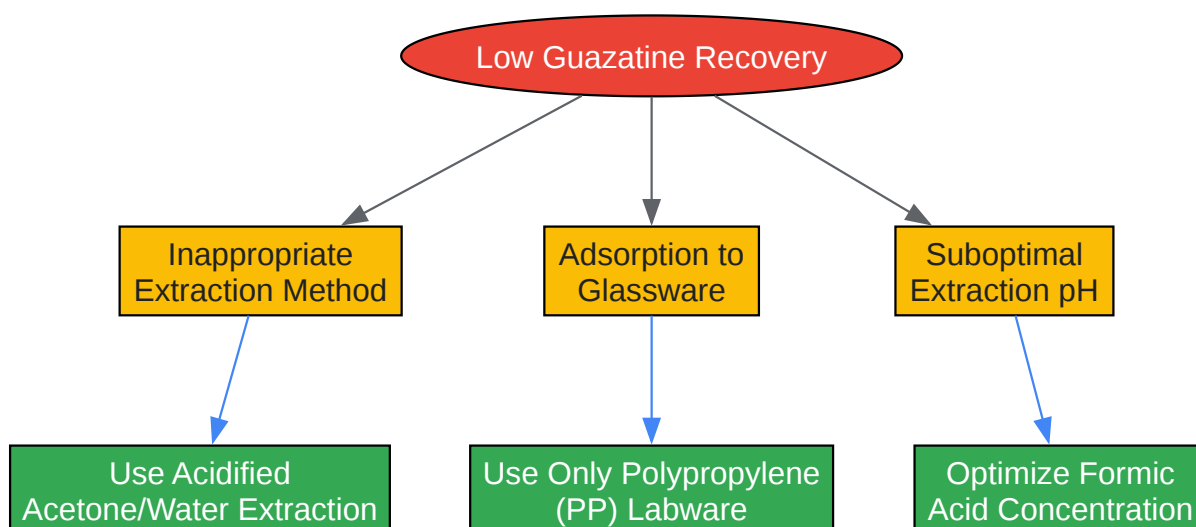 Low Guazatine Recovery
Inappropriate
Extraction Method
Adsorption to
Glassware
Suboptimal
Extraction pH
Use Acidified
Acetone/Water Extraction
Use Only Polypropylene
(PP) Labware
Optimize Formic
Acid Concentration